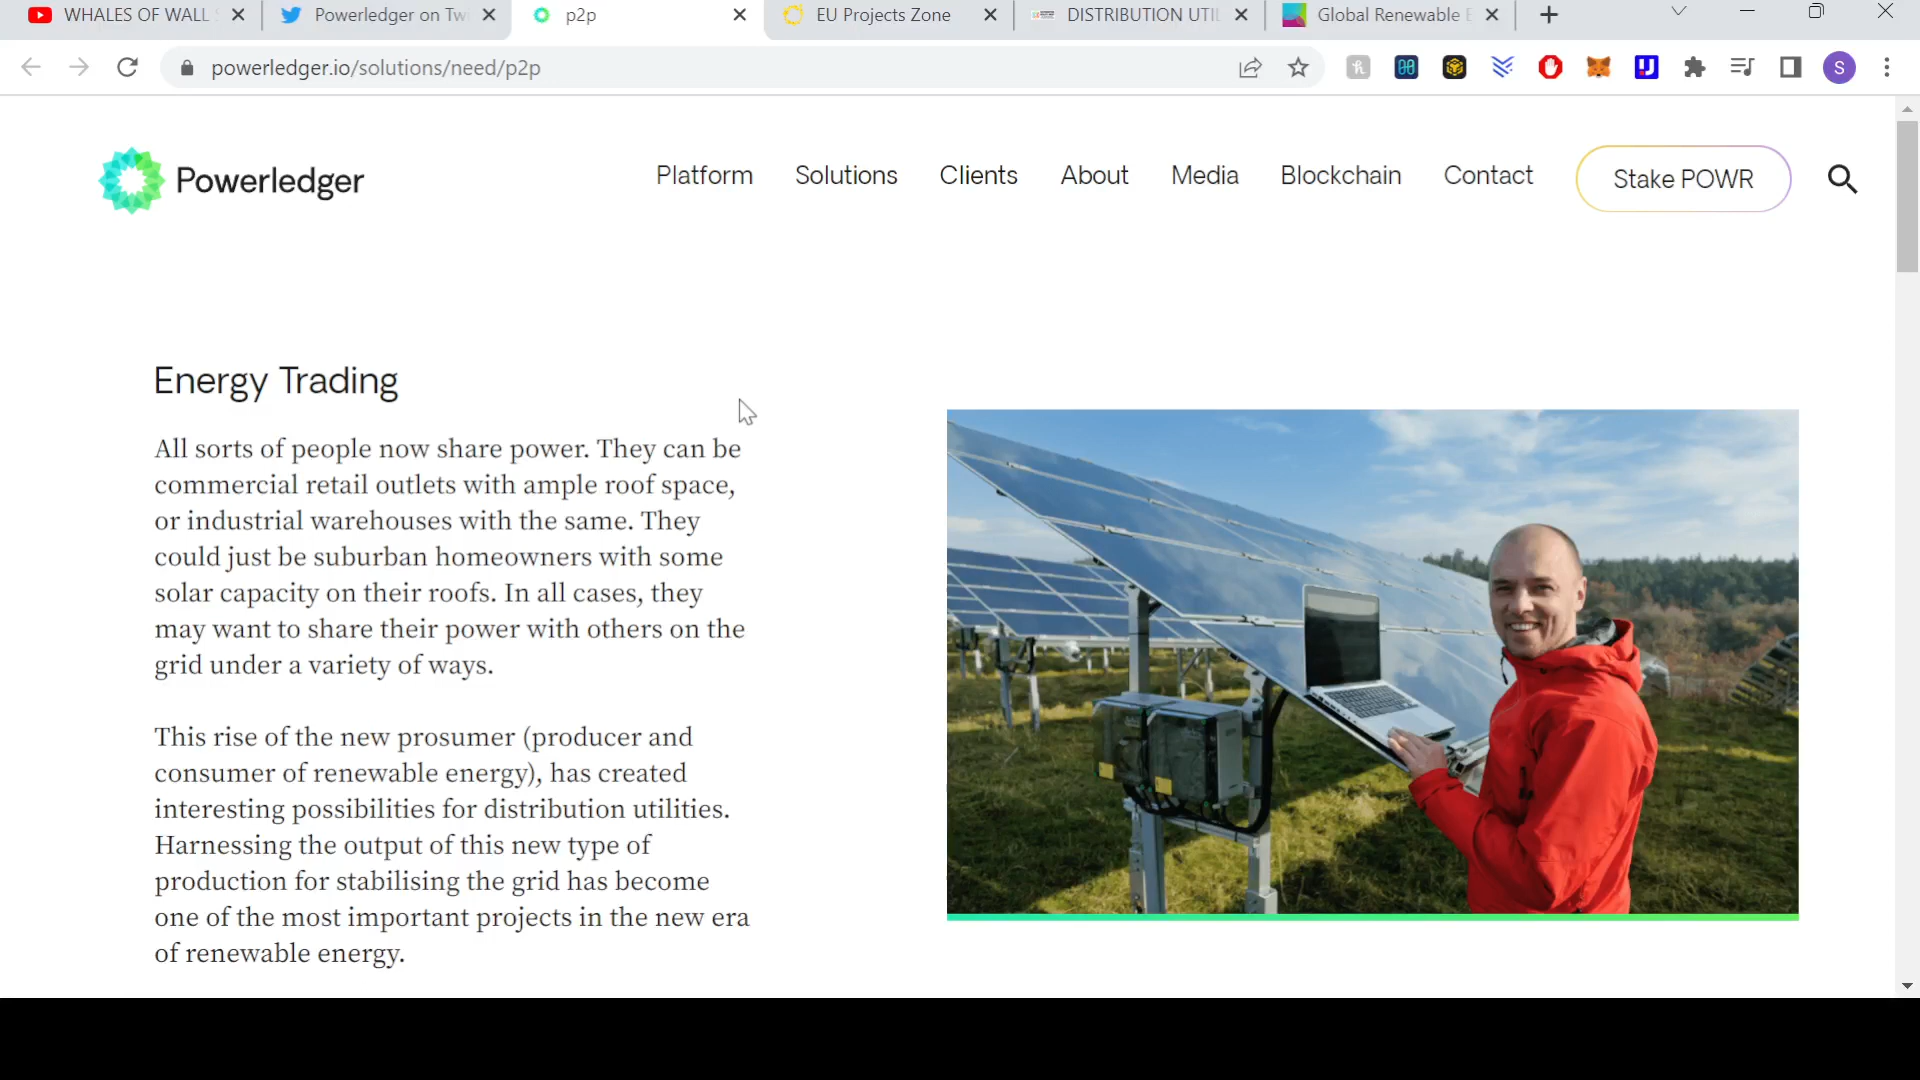 WHALES OF WALL
Powerledger on Tw
p2p
EU Projects Zone
DISTRIBUTION UTIL
Global Renewable E
powerledger.io/solutions/need/p2p
S
Powerledger
Platform
Solutions
Clients
About
Media
Blockchain
Contact
Stake POWR
Energy Trading
All sorts of people now share power. They can be
commercial retail outlets with ample roof space,
or industrial warehouses with the same. They
could just be suburban homeowners with some
solar capacity on their roofs. In all cases, they
may want to share their power with others on the
grid under a variety of ways.
This rise of the new prosumer (producer and
consumer of renewable energy), has created
interesting possibilities for distribution utilities.
Harnessing the output of this new type of
production for stabilising the grid has become
one of the most important projects in the new era
of renewable energy.